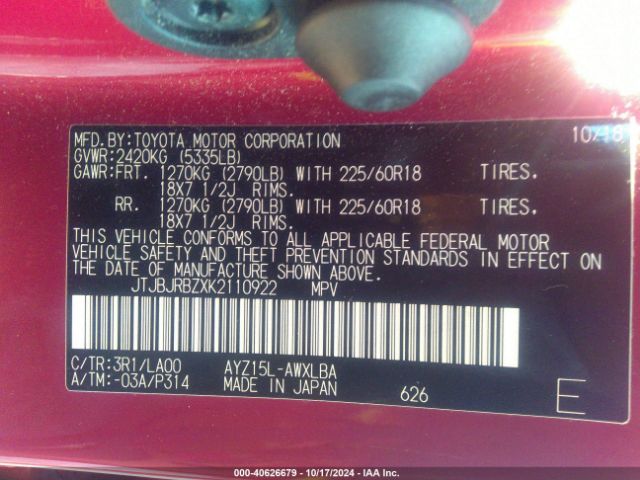 MFD.BY:TOYOTA MOTOR CORPORATION 10/18
GVWR:2420KG (5335LB)
GAWR:FRT. 1270KG (2790LB) WITH 225/60R18 TIRES.
18X7 1/2J RIMS.
RR. 1270KG (2790LB) WITH 225/60R18 TIRES.
18X7 1/2J RIMS.
THIS VEHICLE CONFORMS TO ALL APPLICABLE FEDERAL MOTOR
VEHICLE SAFETY AND THEFT PREVENTION STANDARDS IN EFFECT ON
THE DATE OF MANUFACTURE SHOWN ABOVE.
JTJBJRBZXK2110922 MPV
C/TR:3R1/LA00 AYZ15L-AWXLBA
A/TM:-03A/P314 MADE IN JAPAN 626 E
000-40626679 - 10/17/2024 - IAA Inc.